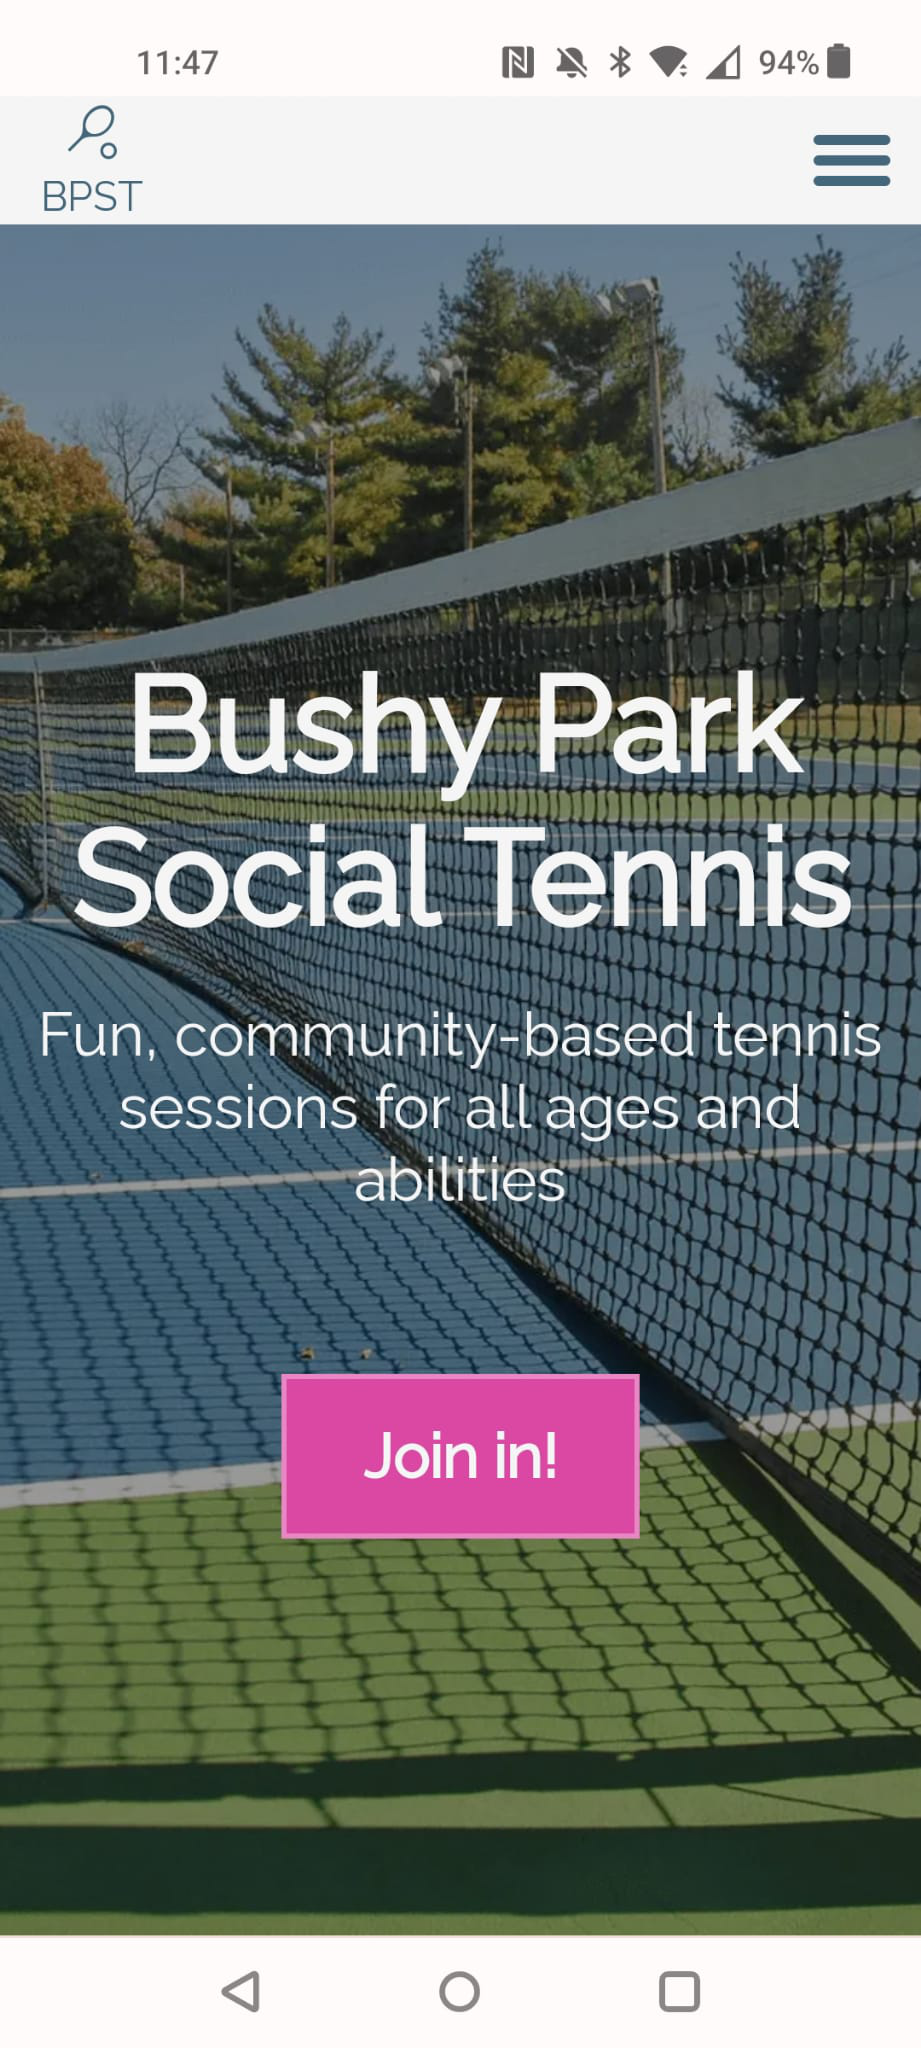 11:47
94%
BPST
Bushy Park
Social Tennis
Fun, community-based tennis
sessions for all ages and
abilities
Join in!